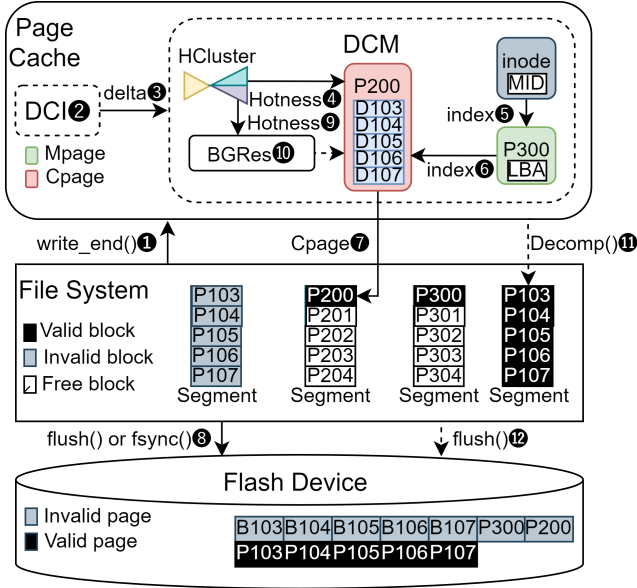 Page
Cache
HCluster
DCM
DCI❷
delta❸
Hotness❹
Hotness❾
BGRes❿
P200
D103
D104
D105
D106
D107
inode
MID
index❺
P300
LBA
index❻
Mpage
Cpage
write_end()❶
Cpage❼
Decomp()⓫
File System
Valid block
Invalid block
Free block
P103
P104
P105
P106
P107
Segment
P200
P201
P202
P203
P204
Segment
P300
P301
P302
P303
P304
Segment
P103
P104
P105
P106
P107
Segment
flush() or fsync()❽
flush()⓬
Flash Device
Invalid page
Valid page
B103 B104 B105 B106 B107 P300 P200
P103 P104 P105 P106 P107